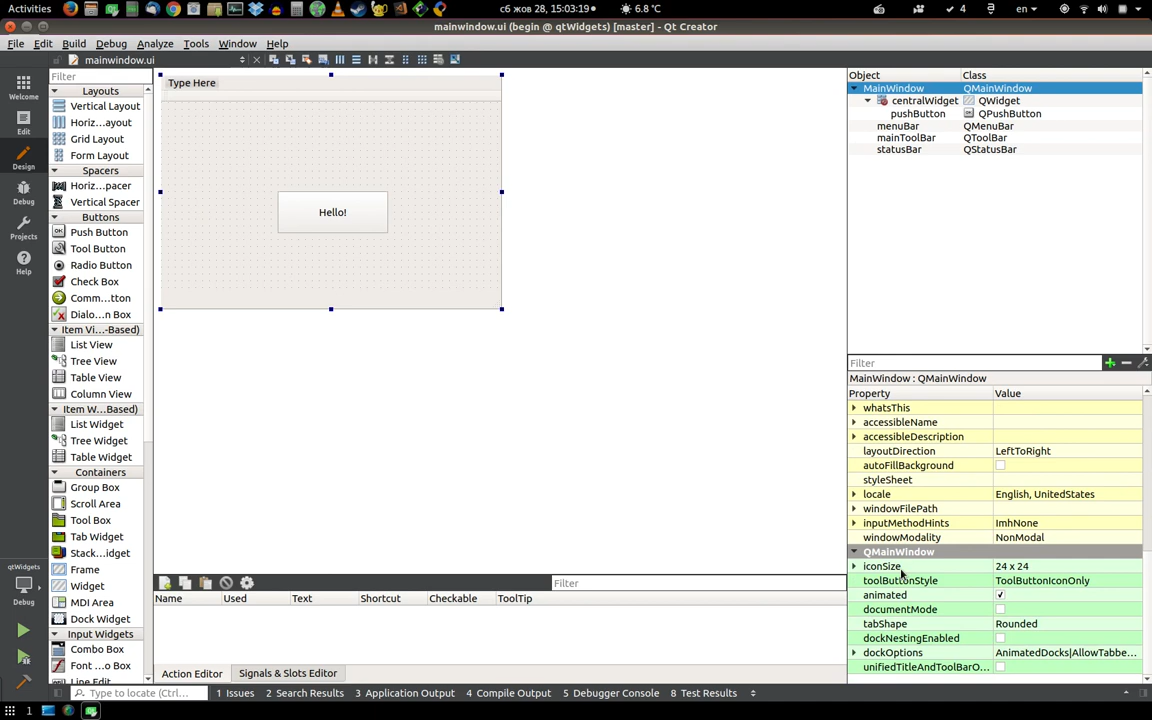 Activities
сб жов 28, 15:03:19
6.8 °C
4
en
mainwindow.ui (begin @ qtWidgets) [master] - Qt Creator
File Edit Build Debug Analyze Tools Window Help
mainwindow.ui
Welcome
Edit
Design
Debug
Projects
Help
qtWidgets
Debug
Filter
Layouts
Vertical Layout
Horiz...ayout
Grid Layout
Form Layout
Spacers
Horiz...pacer
Vertical Spacer
Buttons
Push Button
Tool Button
Radio Button
Check Box
Comm...tton
Dialo...n Box
Item Vi...-Based)
List View
Tree View
Table View
Column View
Item W...Based)
List Widget
Tree Widget
Table Widget
Containers
Group Box
Scroll Area
Tool Box
Tab Widget
Stack...idget
Frame
Widget
MDI Area
Dock Widget
Input Widgets
Combo Box
Font ...o Box
Line Edit
Type Here
Hello!
Filter
Name Used Text Shortcut Checkable ToolTip
Action Editor Signals & Slots Editor
Object Class
MainWindow QMainWindow
centralWidget QWidget
pushButton QPushButton
menuBar QMenuBar
mainToolBar QToolBar
statusBar QStatusBar
Filter
MainWindow : QMainWindow
Property Value
whatsThis
accessibleName
accessibleDescription
layoutDirection LeftToRight
autoFillBackground
styleSheet
locale English, UnitedStates
windowFilePath
inputMethodHints ImhNone
windowModality NonModal
QMainWindow
iconSize 24 x 24
toolButtonStyle ToolButtonIconOnly
animated
documentMode
tabShape Rounded
dockNestingEnabled
dockOptions AnimatedDocks|AllowTabbe...
unifiedTitleAndToolBarO...
Type to locate (Ctrl... 1 Issues 2 Search Results 3 Application Output 4 Compile Output 5 Debugger Console 8 Test Results
1